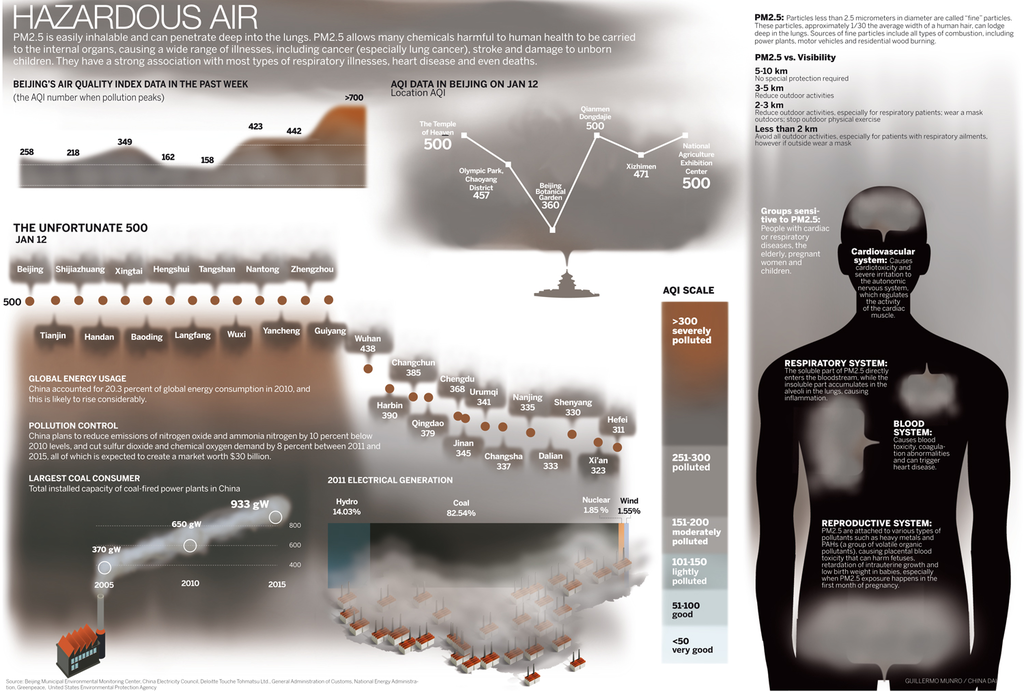 HAZARDOUS AIR
PM2.5 is easily inhalable and can penetrate deep into the lungs. PM2.5 allows many chemicals harmful to human health to be carried
to the internal organs, causing a wide range of illnesses, including cancer (especially lung cancer), stroke and damage to unborn
children. They have a strong association with most types of respiratory illnesses, heart disease and even deaths.
BEIJING'S AIR QUALITY INDEX DATA IN THE PAST WEEK
(the AQI number when pollution peaks)
258
218
349
162
158
423
442
>700
AQI DATA IN BEIJING ON JAN 12
Location AQI
The Temple
of Heaven
500
Olympic Park,
Chaoyang
District
457
Beijing
Botanical
Garden
360
Qianmen
Dongdajie
500
Xizhimen
471
National
Agriculture
Exhibition
Center
500
THE UNFORTUNATE 500
JAN 12
Beijing
Shijiazhuang
Xingtai
Hengshui
Tangshan
Nantong
Zhengzhou
500
Tianjin
Handan
Baoding
Langfang
Wuxi
Yancheng
Guiyang
Wuhan
438
Harbin
390
Changchun
385
Qingdao
379
Chengdu
368
Jinan
345
Urumqi
341
Changsha
337
Nanjing
335
Dalian
333
Shenyang
330
Xi'an
323
Hefei
311
GLOBAL ENERGY USAGE
China accounted for 20.3 percent of global energy consumption in 2010, and
this is likely to rise considerably.
POLLUTION CONTROL
China plans to reduce emissions of nitrogen oxide and ammonia nitrogen by 10 percent below
2010 levels, and cut sulfur dioxide and chemical oxygen demand by 8 percent between 2011 and
2015, all of which is expected to create a market worth $30 billion.
LARGEST COAL CONSUMER
Total installed capacity of coal-fired power plants in China
370 gW
650 gW
933 gW
800
600
400
2005
2010
2015
2011 ELECTRICAL GENERATION
Hydro
14.03%
Coal
82.54%
Nuclear
1.85 %
Wind
1.55%
AQI SCALE
>300
severely
polluted
251-300
polluted
151-200
moderately
polluted
101-150
lightly
polluted
51-100
good
<50
very good
PM2.5: Particles less than 2.5 micrometers in diameter are called "fine" particles.
These particles, approximately 1/30 the average width of a human hair, can lodge
deep in the lungs. Sources of fine particles include all types of combustion, including
power plants, motor vehicles and residential wood burning.
PM2.5 vs. Visibility
5-10 km
No special protection required
3-5 km
Reduce outdoor activities
2-3 km
Reduce outdoor activities, especially for respiratory patients; wear a mask
outdoors; stop outdoor physical exercise
Less than 2 km
Avoid all outdoor activities, especially for patients with respiratory ailments,
however if outside wear a mask
Groups sensi-
tive to PM2.5:
People with cardiac
or respiratory
diseases, the
elderly, pregnant
women and
children.
Cardiovascular
system: Causes
cardiotoxicity and
severe irritation to
the autonomic
nervous system,
which regulates
the activity
of the cardiac
muscle.
RESPIRATORY SYSTEM:
The soluble part of PM2.5 directly
enters the bloodstream, while the
insoluble part accumulates in the
alveoli in the lungs, causing
inflammation.
BLOOD
SYSTEM:
Causes blood
toxicity, coagula-
tion abnormalities
and can trigger
heart disease.
REPRODUCTIVE SYSTEM:
PM2.5 are attached to various types of
pollutants such as heavy metals and
PAHs (a group of volatile organic
pollutants), causing placental blood
toxicity that can harm fetuses,
retardation of intrauterine growth and
low birth weight in babies, especially
when PM2.5 exposure happens in the
first month of pregnancy.
Source: Beijing Municipal Environmental Monitoring Center, China Electricity Council, Deloitte Touche Tohmatsu Ltd., General Administration of Customs, National Energy Administra-
tion, Greenpeace, United States Environmental Protection Agency
GUILLERMO MUNRO / CHINA DAI